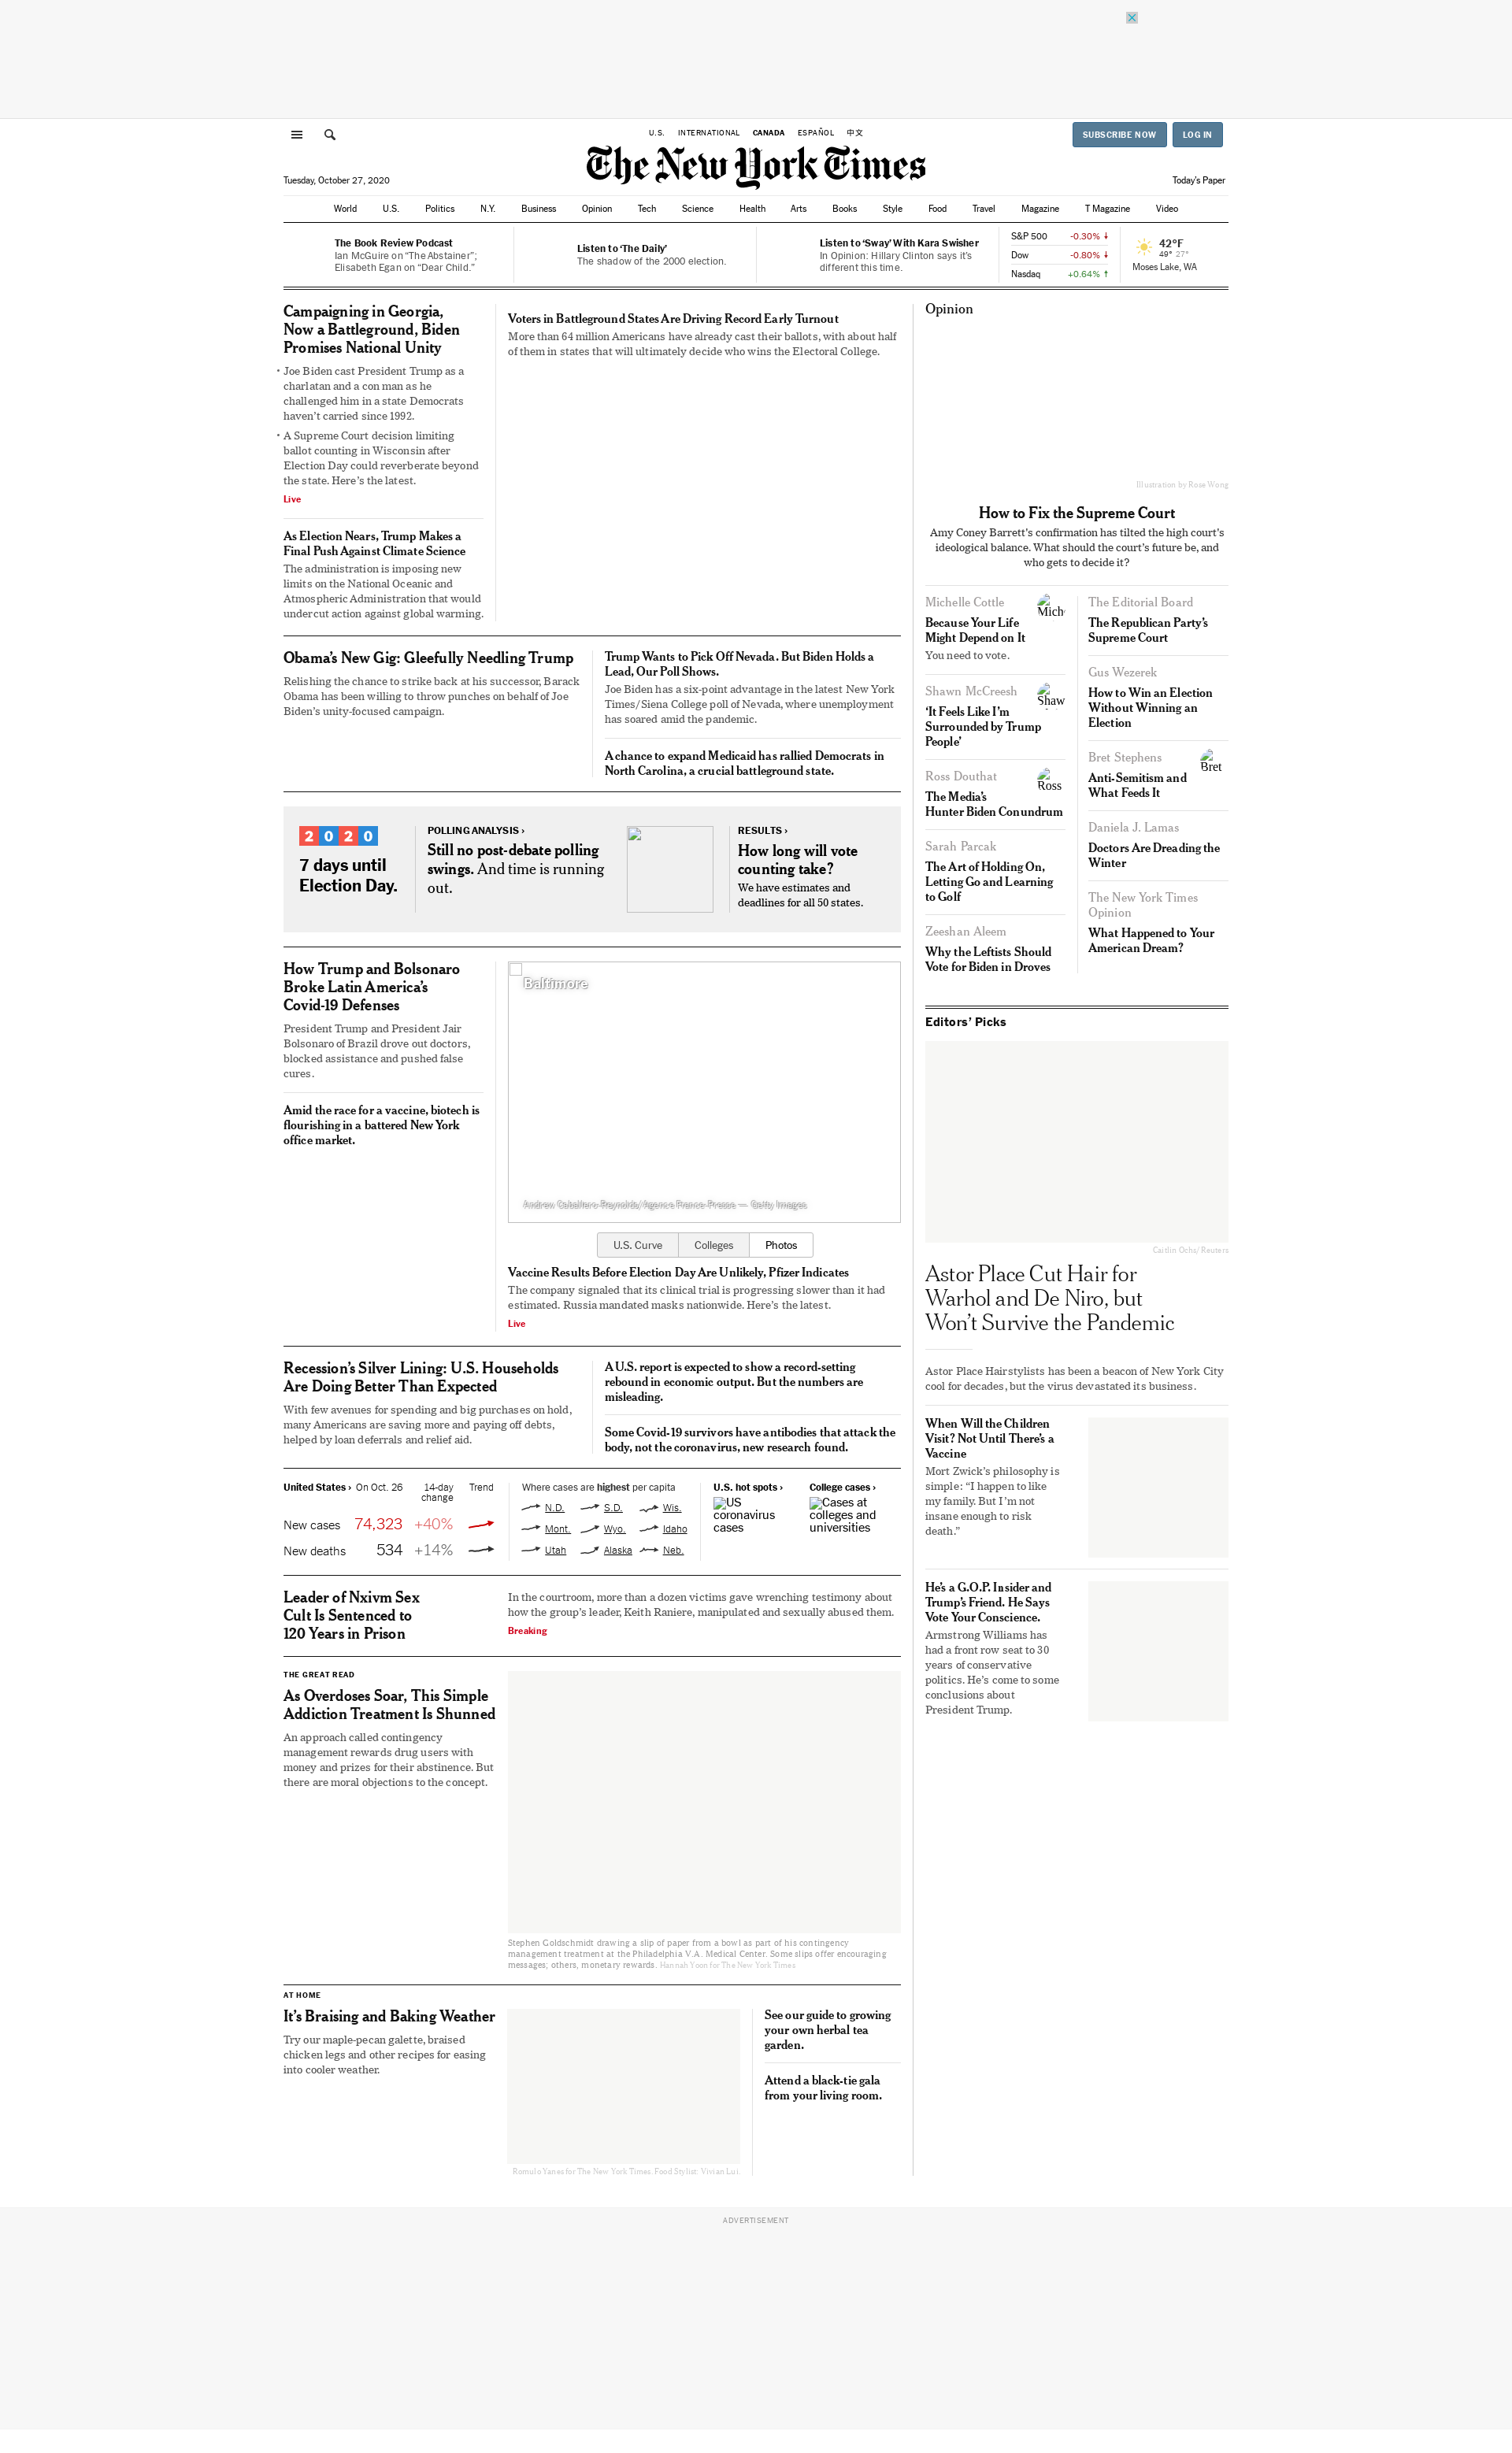 U.S. INTERNATIONAL CANADA ESPAÑOL 中文
SUBSCRIBE NOW LOG IN
The New York Times
Tuesday, October 27, 2020
Today's Paper
World U.S. Politics N.Y. Business Opinion Tech Science Health Arts Books Style Food Travel Magazine T Magazine Video
The Book Review Podcast
Ian McGuire on “The Abstainer”;
Elisabeth Egan on “Dear Child.”
Listen to ‘The Daily’
The shadow of the 2000 election.
Listen to ‘Sway’ With Kara Swisher
In Opinion: Hillary Clinton says it's
different this time.
S&P 500 -0.30%
Dow -0.80%
Nasdaq +0.64%
42°F
49° 27°
Moses Lake, WA
Campaigning in Georgia,
Now a Battleground, Biden
Promises National Unity
• Joe Biden cast President Trump as a
charlatan and a con man as he
challenged him in a state Democrats
haven't carried since 1992.
• A Supreme Court decision limiting
ballot counting in Wisconsin after
Election Day could reverberate beyond
the state. Here's the latest.
Live
As Election Nears, Trump Makes a
Final Push Against Climate Science
The administration is imposing new
limits on the National Oceanic and
Atmospheric Administration that would
undercut action against global warming.
Voters in Battleground States Are Driving Record Early Turnout
More than 64 million Americans have already cast their ballots, with about half
of them in states that will ultimately decide who wins the Electoral College.
Obama's New Gig: Gleefully Needling Trump
Relishing the chance to strike back at his successor, Barack
Obama has been willing to throw punches on behalf of Joe
Biden's unity-focused campaign.
Trump Wants to Pick Off Nevada. But Biden Holds a
Lead, Our Poll Shows.
Joe Biden has a six-point advantage in the latest New York
Times/Siena College poll of Nevada, where unemployment
has soared amid the pandemic.
A chance to expand Medicaid has rallied Democrats in
North Carolina, a crucial battleground state.
2020
7 days until
Election Day.
POLLING ANALYSIS ›
Still no post-debate polling
swings. And time is running
out.
RESULTS ›
How long will vote
counting take?
We have estimates and
deadlines for all 50 states.
How Trump and Bolsonaro
Broke Latin America's
Covid-19 Defenses
President Trump and President Jair
Bolsonaro of Brazil drove out doctors,
blocked assistance and pushed false
cures.
Amid the race for a vaccine, biotech is
flourishing in a battered New York
office market.
Baltimore
Andrew Caballero-Reynolds/Agence France-Presse — Getty Images
U.S. Curve Colleges Photos
Vaccine Results Before Election Day Are Unlikely, Pfizer Indicates
The company signaled that its clinical trial is progressing slower than it had
estimated. Russia mandated masks nationwide. Here's the latest.
Live
Recession's Silver Lining: U.S. Households
Are Doing Better Than Expected
With few avenues for spending and big purchases on hold,
many Americans are saving more and paying off debts,
helped by loan deferrals and relief aid.
A U.S. report is expected to show a record-setting
rebound in economic output. But the numbers are
misleading.
Some Covid-19 survivors have antibodies that attack the
body, not the coronavirus, new research found.
United States › On Oct. 26 14-day change Trend
New cases 74,323 +40%
New deaths 534 +14%
Where cases are highest per capita
N.D. S.D. Wis.
Mont. Wyo. Idaho
Utah Alaska Neb.
U.S. hot spots ›
US
coronavirus
cases
College cases ›
Cases at
colleges and
universities
Leader of Nxivm Sex
Cult Is Sentenced to
120 Years in Prison
In the courtroom, more than a dozen victims gave wrenching testimony about
how the group's leader, Keith Raniere, manipulated and sexually abused them.
Breaking
THE GREAT READ
As Overdoses Soar, This Simple
Addiction Treatment Is Shunned
An approach called contingency
management rewards drug users with
money and prizes for their abstinence. But
there are moral objections to the concept.
Stephen Goldschmidt drawing a slip of paper from a bowl as part of his contingency
management treatment at the Philadelphia V.A. Medical Center. Some slips offer encouraging
messages; others, monetary rewards. Hannah Yoon for The New York Times
AT HOME
It's Braising and Baking Weather
Try our maple-pecan galette, braised
chicken legs and other recipes for easing
into cooler weather.
Romulo Yanes for The New York Times. Food Stylist: Vivian Lui.
See our guide to growing
your own herbal tea
garden.
Attend a black-tie gala
from your living room.
Opinion
Illustration by Rose Wong
How to Fix the Supreme Court
Amy Coney Barrett's confirmation has tilted the high court's
ideological balance. What should the court's future be, and
who gets to decide it?
Michelle Cottle
Mich
Because Your Life
Might Depend on It
You need to vote.
Shawn McCreesh
Shaw
‘It Feels Like I'm
Surrounded by Trump
People’
Ross Douthat
Ross
The Media's
Hunter Biden Conundrum
Sarah Parcak
The Art of Holding On,
Letting Go and Learning
to Golf
Zeeshan Aleem
Why the Leftists Should
Vote for Biden in Droves
The Editorial Board
The Republican Party's
Supreme Court
Gus Wezerek
How to Win an Election
Without Winning an
Election
Bret Stephens
Bret
Anti-Semitism and
What Feeds It
Daniela J. Lamas
Doctors Are Dreading the
Winter
The New York Times
Opinion
What Happened to Your
American Dream?
Editors' Picks
Caitlin Ochs/Reuters
Astor Place Cut Hair for
Warhol and De Niro, but
Won't Survive the Pandemic
Astor Place Hairstylists has been a beacon of New York City
cool for decades, but the virus devastated its business.
When Will the Children
Visit? Not Until There's a
Vaccine
Mort Zwick's philosophy is
simple: “I happen to like
my family. But I'm not
insane enough to risk
death.”
He's a G.O.P. Insider and
Trump's Friend. He Says
Vote Your Conscience.
Armstrong Williams has
had a front row seat to 30
years of conservative
politics. He's come to some
conclusions about
President Trump.
ADVERTISEMENT